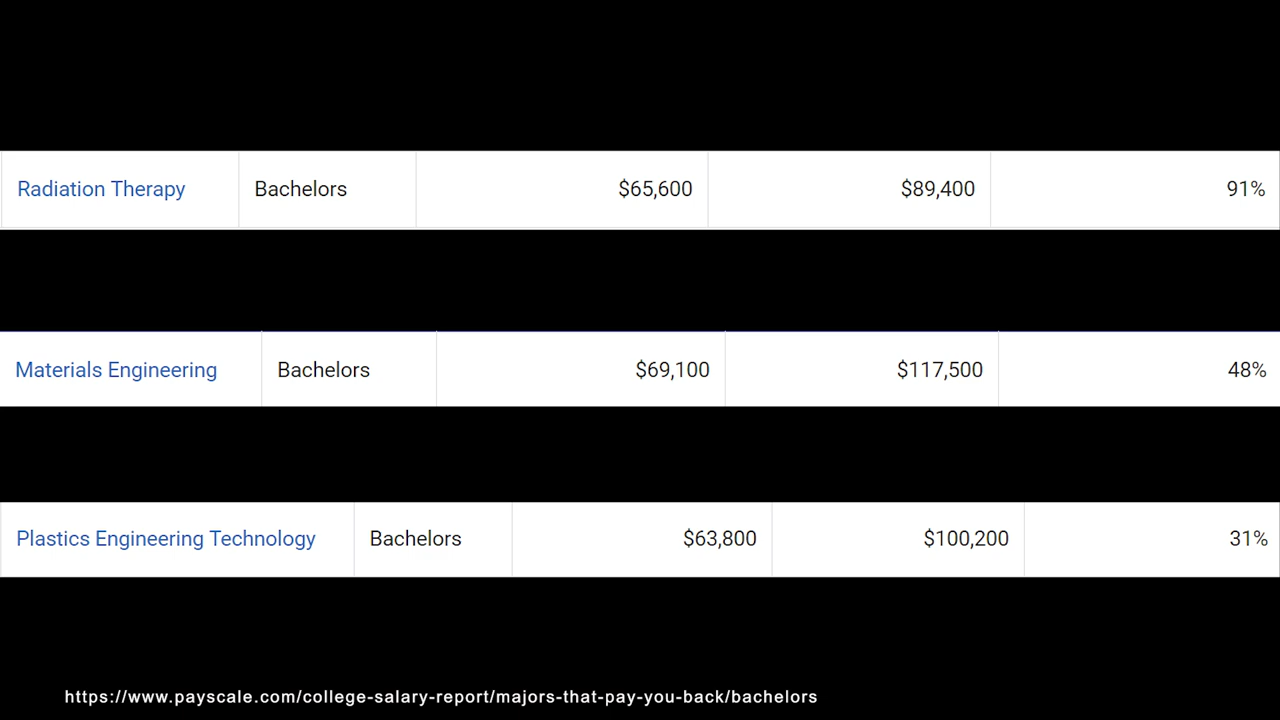 Radiation Therapy Bachelors $65,600 $89,400 91%
Materials Engineering Bachelors $69,100 $117,500 48%
Plastics Engineering Technology Bachelors $63,800 $100,200 31%
https://www.payscale.com/college-salary-report/majors-that-pay-you-back/bachelors